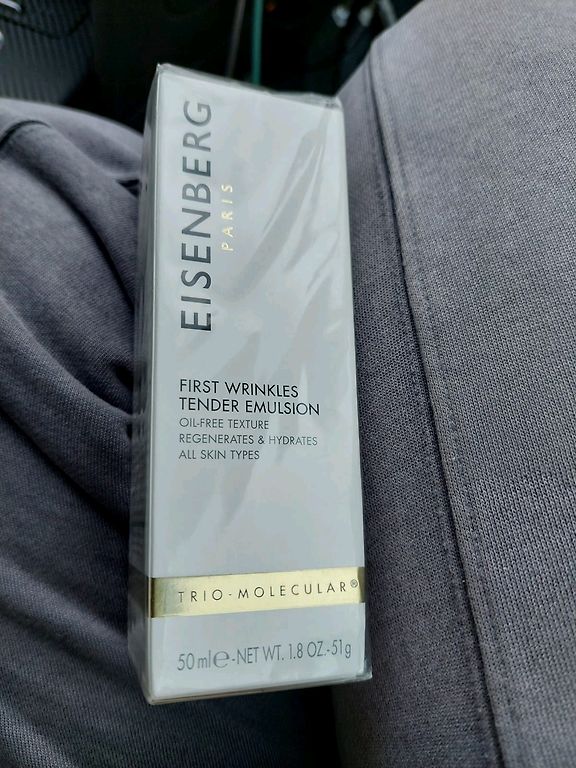 EISENBERG
PARIS
FIRST WRINKLES
TENDER EMULSION
OIL-FREE TEXTURE
REGENERATES & HYDRATES
ALL SKIN TYPES
TRIO-MOLECULAR®
50 ml℮-NET WT. 1.8 OZ.-51g